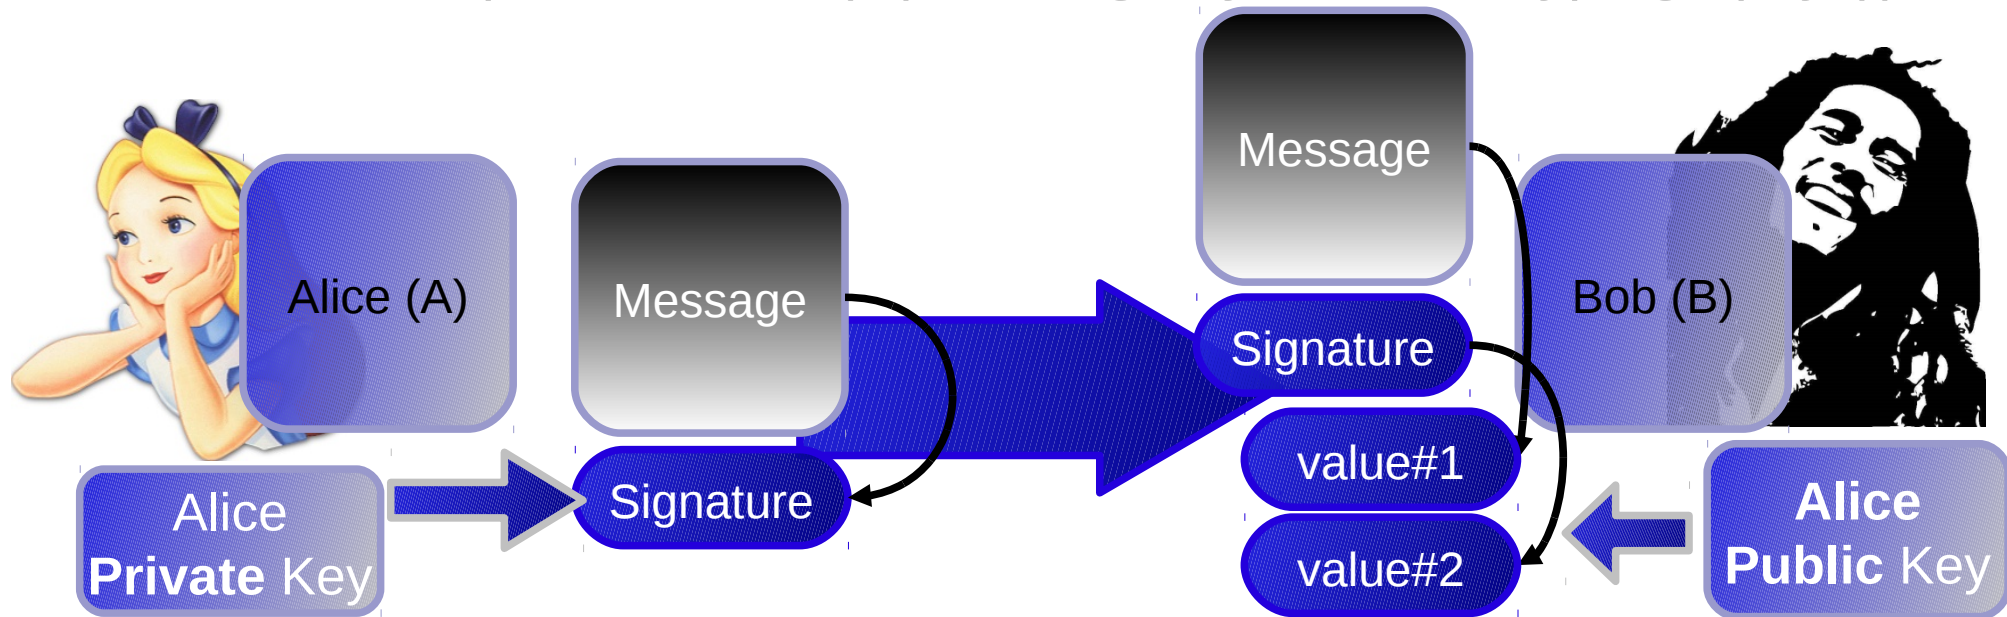 Alice (A)
Message
Signature
Alice
Private Key
Message
Signature
value#1
value#2
Bob (B)
Alice
Public Key